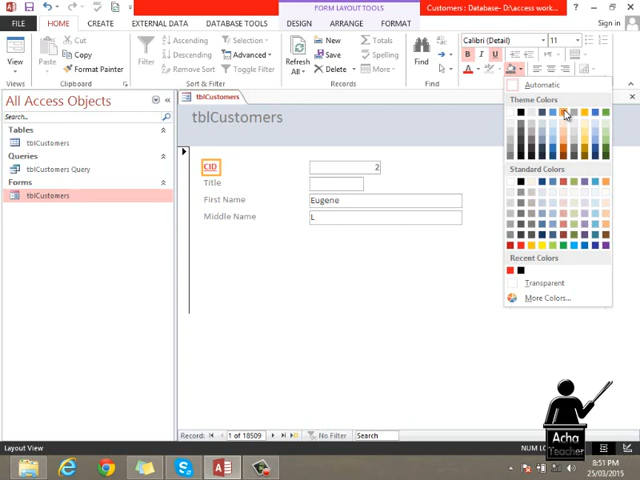 FORM LAYOUT TOOLS
Customers : Database- D:\access work...
FILE HOME CREATE EXTERNAL DATA DATABASE TOOLS DESIGN ARRANGE FORMAT Sign in
View
Views
Paste
Cut
Copy
Format Painter
Clipboard
Filter
Ascending
Descending
Remove Sort
Selection
Advanced
Toggle Filter
Sort & Filter
Refresh
All
New
Save
Delete
Totals
Spelling
More
Records
Find
Find
Calibri (Detail) 11
B I U
Automatic
Theme Colors
Standard Colors
Recent Colors
Transparent
More Colors...
All Access Objects
Search...
Tables
tblCustomers
Queries
tblCustomers Query
Forms
tblCustomers
tblCustomers
tblCustomers
CID 2
Title
First Name Eugene
Middle Name L
Record: 1 of 18509 No Filter Search
Layout View
NUM LO
Acha
Teacher
8:51 PM
25/03/2015